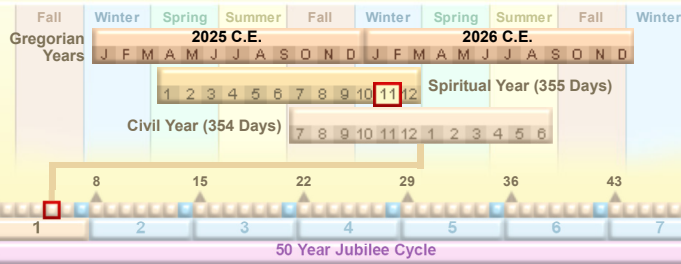 Fall Winter Spring Summer Fall Winter Spring Summer Fall Winter
Gregorian Years
2025 C.E. 2026 C.E.
J F M A M J J A S O N D J F M A M J J A S O N D
1 2 3 4 5 6 7 8 9 10 11 12 Spiritual Year (355 Days)
Civil Year (354 Days) 7 8 9 10 11 12 1 2 3 4 5 6
8 15 22 29 36 43
1 2 3 4 5 6 7
50 Year Jubilee Cycle